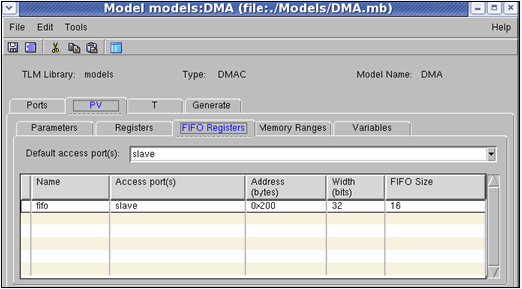 Model models:DMA (file:./Models/DMA.mb)
File Edit Tools Help
TLM Library: models Type: DMAC Model Name: DMA
Ports PV T Generate
Parameters Registers FIFO Registers Memory Ranges Variables
Default access port(s): slave
Name Access port(s) Address (bytes) Width (bits) FIFO Size
fifo slave 0x200 32 16